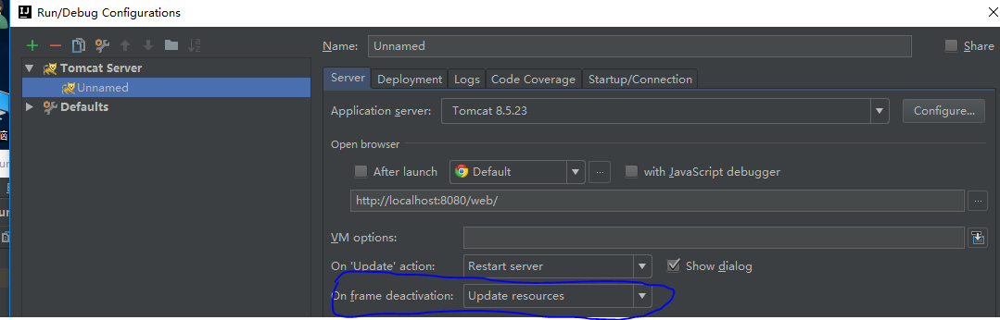 Run/Debug Configurations
Name: Unnamed Share
Tomcat Server
Unnamed
Defaults
Server Deployment Logs Code Coverage Startup/Connection
Application server: Tomcat 8.5.23 Configure...
Open browser
After launch Default ... with JavaScript debugger
http://localhost:8080/web/ ...
VM options:
On 'Update' action: Restart server Show dialog
On frame deactivation: Update resources